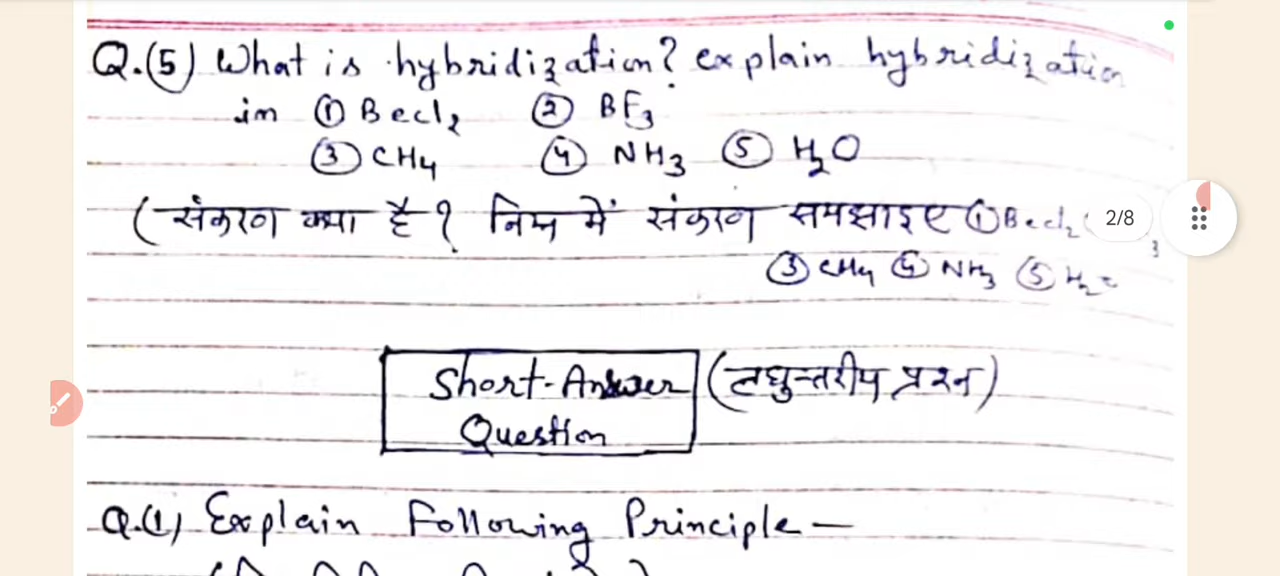 Q.(5) What is hybridization? explain hybridization
in ① Becl₂ ② BF₃
③ CH₄ ④ NH₃ ⑤ H₂O
(संकरण क्या है? निम्न में संकरण समझाइए ① Becl₂
3
③ CH₄ ④ NH₃ ⑤ H₂
2/8
Short-Answer (लघुत्तरीय प्रश्न)
Question
Q.(1) Explain Following Principle –